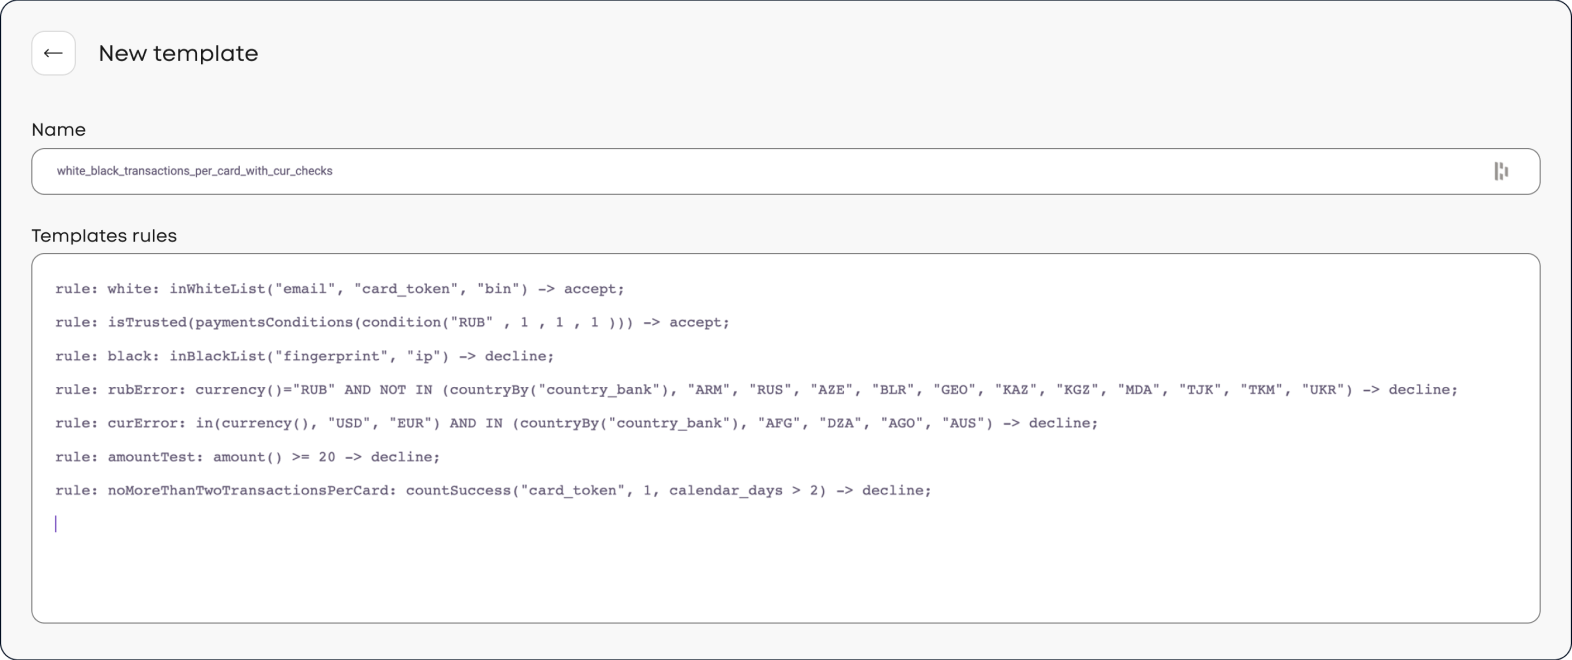 New template
Name
white_black_transactions_per_card_with_cur_checks
Templates rules
rule: white: inWhiteList("email", "card_token", "bin") -> accept;
rule: isTrusted(paymentsConditions(condition("RUB" , 1 , 1 , 1 ))) -> accept;
rule: black: inBlackList("fingerprint", "ip") -> decline;
rule: rubError: currency()="RUB" AND NOT IN (countryBy("country_bank"), "ARM", "RUS", "AZE", "BLR", "GEO", "KAZ", "KGZ", "MDA", "TJK", "TKM", "UKR") -> decline;
rule: curError: in(currency(), "USD", "EUR") AND IN (countryBy("country_bank"), "AFG", "DZA", "AGO", "AUS") -> decline;
rule: amountTest: amount() >= 20 -> decline;
rule: noMoreThanTwoTransactionsPerCard: countSuccess("card_token", 1, calendar_days > 2) -> decline;